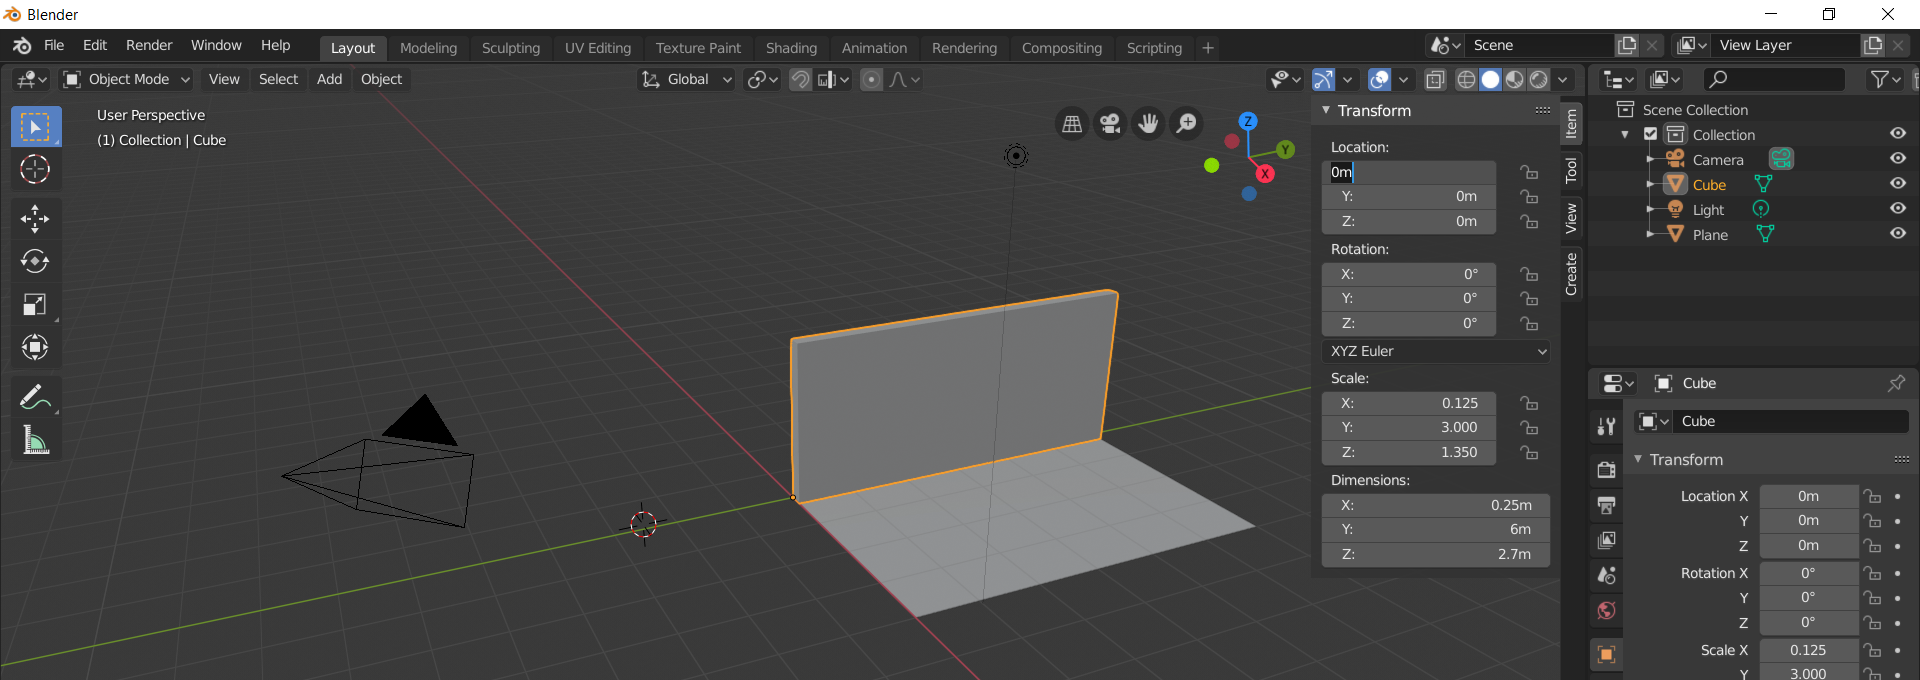 Blender
File Edit Render Window Help Layout Modeling Sculpting UV Editing Texture Paint Shading Animation Rendering Compositing Scripting + Scene View Layer
Object Mode View Select Add Object Global
User Perspective
(1) Collection | Cube
Z
Y
X
Transform
Location:
0m
Y: 0m
Z: 0m
Rotation:
X: 0°
Y: 0°
Z: 0°
XYZ Euler
Scale:
X: 0.125
Y: 3.000
Z: 1.350
Dimensions:
X: 0.25m
Y: 6m
Z: 2.7m
Item
Tool
View
Create
Scene Collection
Collection
Camera
Cube
Light
Plane
Cube
Cube
Transform
Location X 0m
Y 0m
Z 0m
Rotation X 0°
Y 0°
Z 0°
Scale X 0.125
Y 3.000